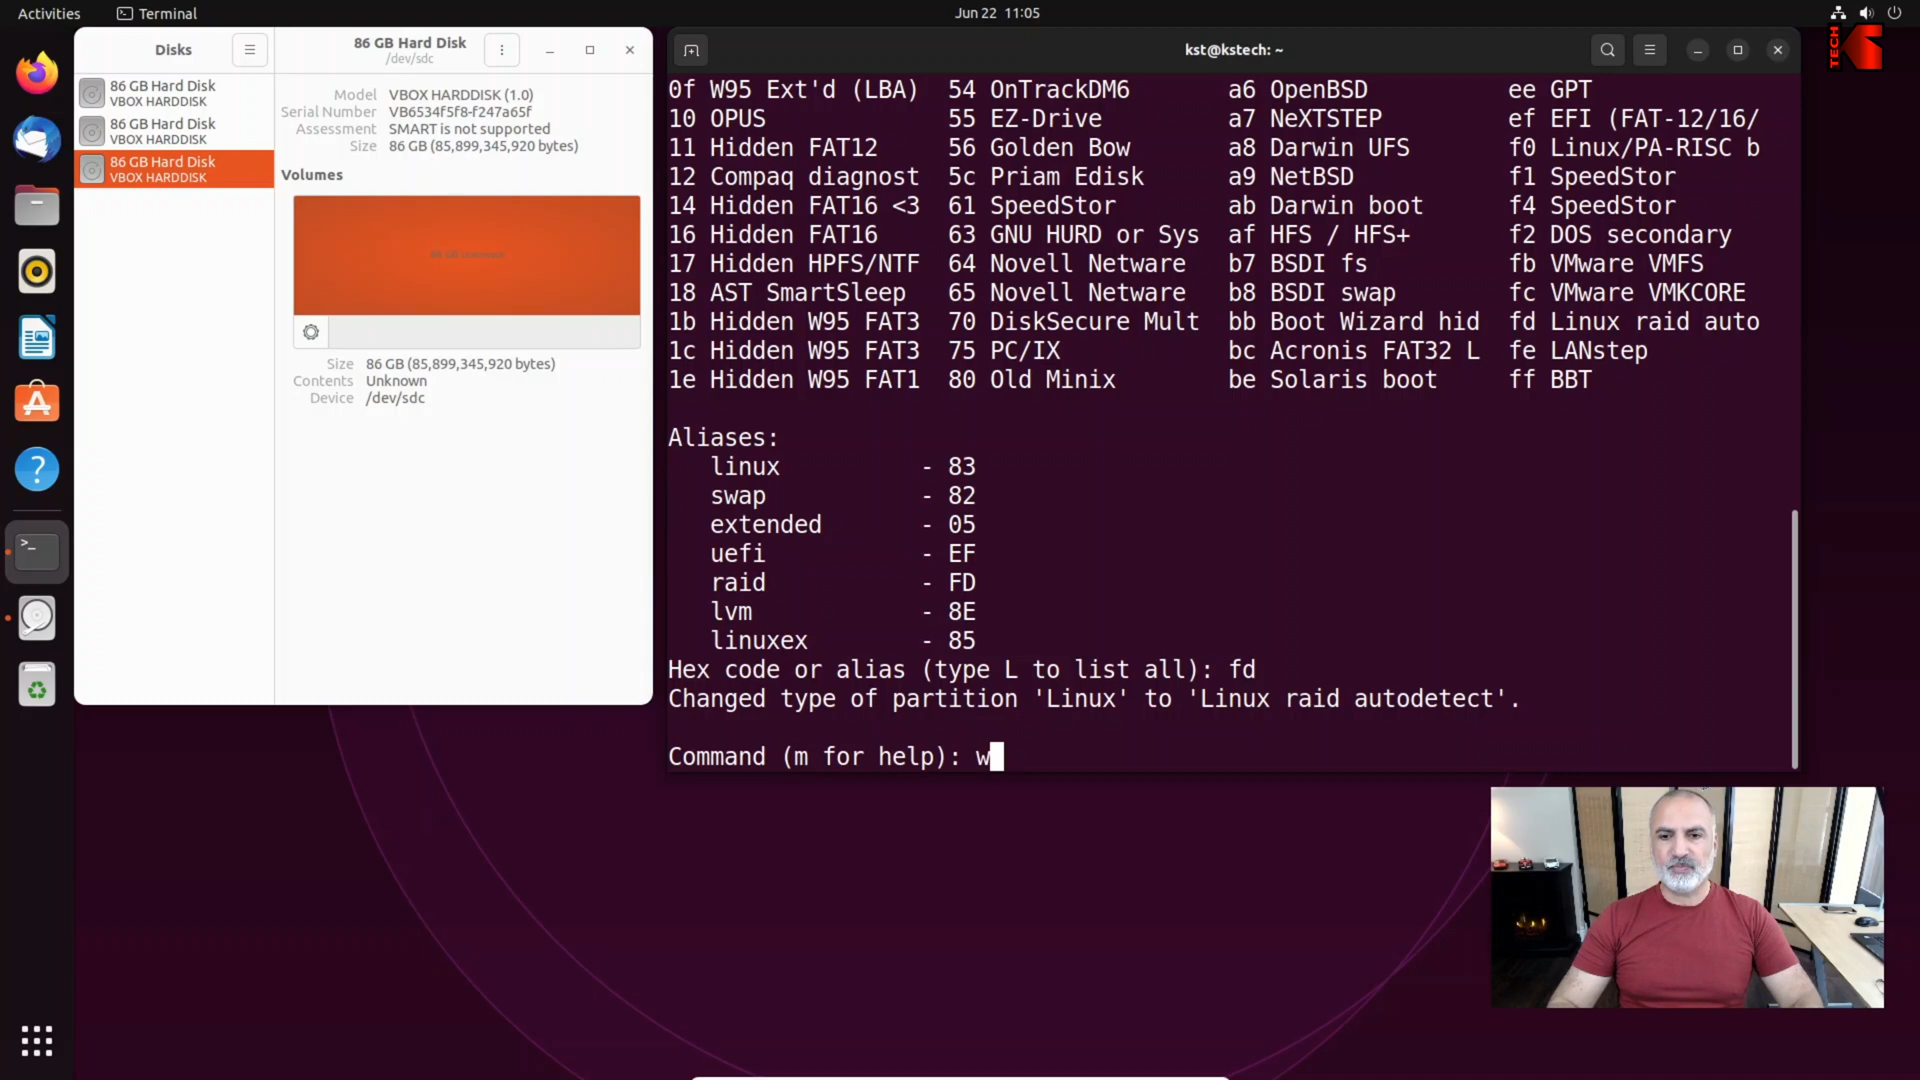 Activities
Terminal
Jun 22 11:05
TECH
Disks
86 GB Hard Disk
/dev/sdc
86 GB Hard Disk
VBOX HARDDISK
86 GB Hard Disk
VBOX HARDDISK
86 GB Hard Disk
VBOX HARDDISK
Model VBOX HARDDISK (1.0)
Serial Number VB6534f5f8-f247a65f
Assessment SMART is not supported
Size 86 GB (85,899,345,920 bytes)
Volumes
86 GB Unknown
Size 86 GB (85,899,345,920 bytes)
Contents Unknown
Device /dev/sdc
kst@kstech: ~
0f W95 Ext'd (LBA) 54 OnTrackDM6 a6 OpenBSD ee GPT
10 OPUS 55 EZ-Drive a7 NeXTSTEP ef EFI (FAT-12/16/
11 Hidden FAT12 56 Golden Bow a8 Darwin UFS f0 Linux/PA-RISC b
12 Compaq diagnost 5c Priam Edisk a9 NetBSD f1 SpeedStor
14 Hidden FAT16 <3 61 SpeedStor ab Darwin boot f4 SpeedStor
16 Hidden FAT16 63 GNU HURD or Sys af HFS / HFS+ f2 DOS secondary
17 Hidden HPFS/NTF 64 Novell Netware b7 BSDI fs fb VMware VMFS
18 AST SmartSleep 65 Novell Netware b8 BSDI swap fc VMware VMKCORE
1b Hidden W95 FAT3 70 DiskSecure Mult bb Boot Wizard hid fd Linux raid auto
1c Hidden W95 FAT3 75 PC/IX bc Acronis FAT32 L fe LANstep
1e Hidden W95 FAT1 80 Old Minix be Solaris boot ff BBT
Aliases:
linux - 83
swap - 82
extended - 05
uefi - EF
raid - FD
lvm - 8E
linuxex - 85
Hex code or alias (type L to list all): fd
Changed type of partition 'Linux' to 'Linux raid autodetect'.
Command (m for help): w